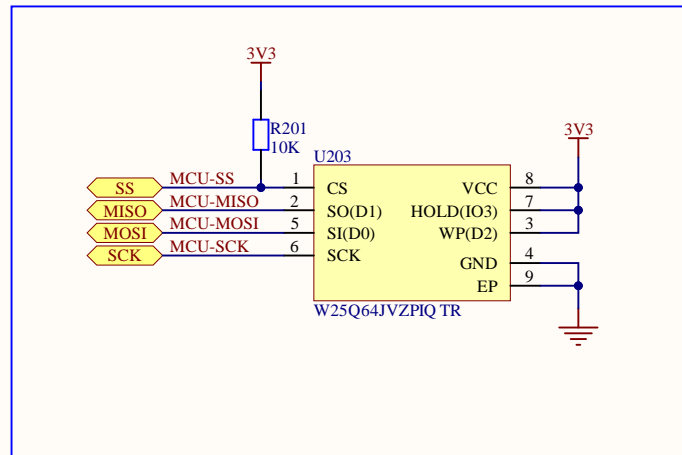 3V3
R201
10K
3V3
U203
SS MCU-SS 1 CS VCC 8
MISO MCU-MISO 2 SO(D1) HOLD(IO3) 7
MOSI MCU-MOSI 5 SI(D0) WP(D2) 3
SCK MCU-SCK 6 SCK GND 4
EP 9
W25Q64JVZPIQ TR